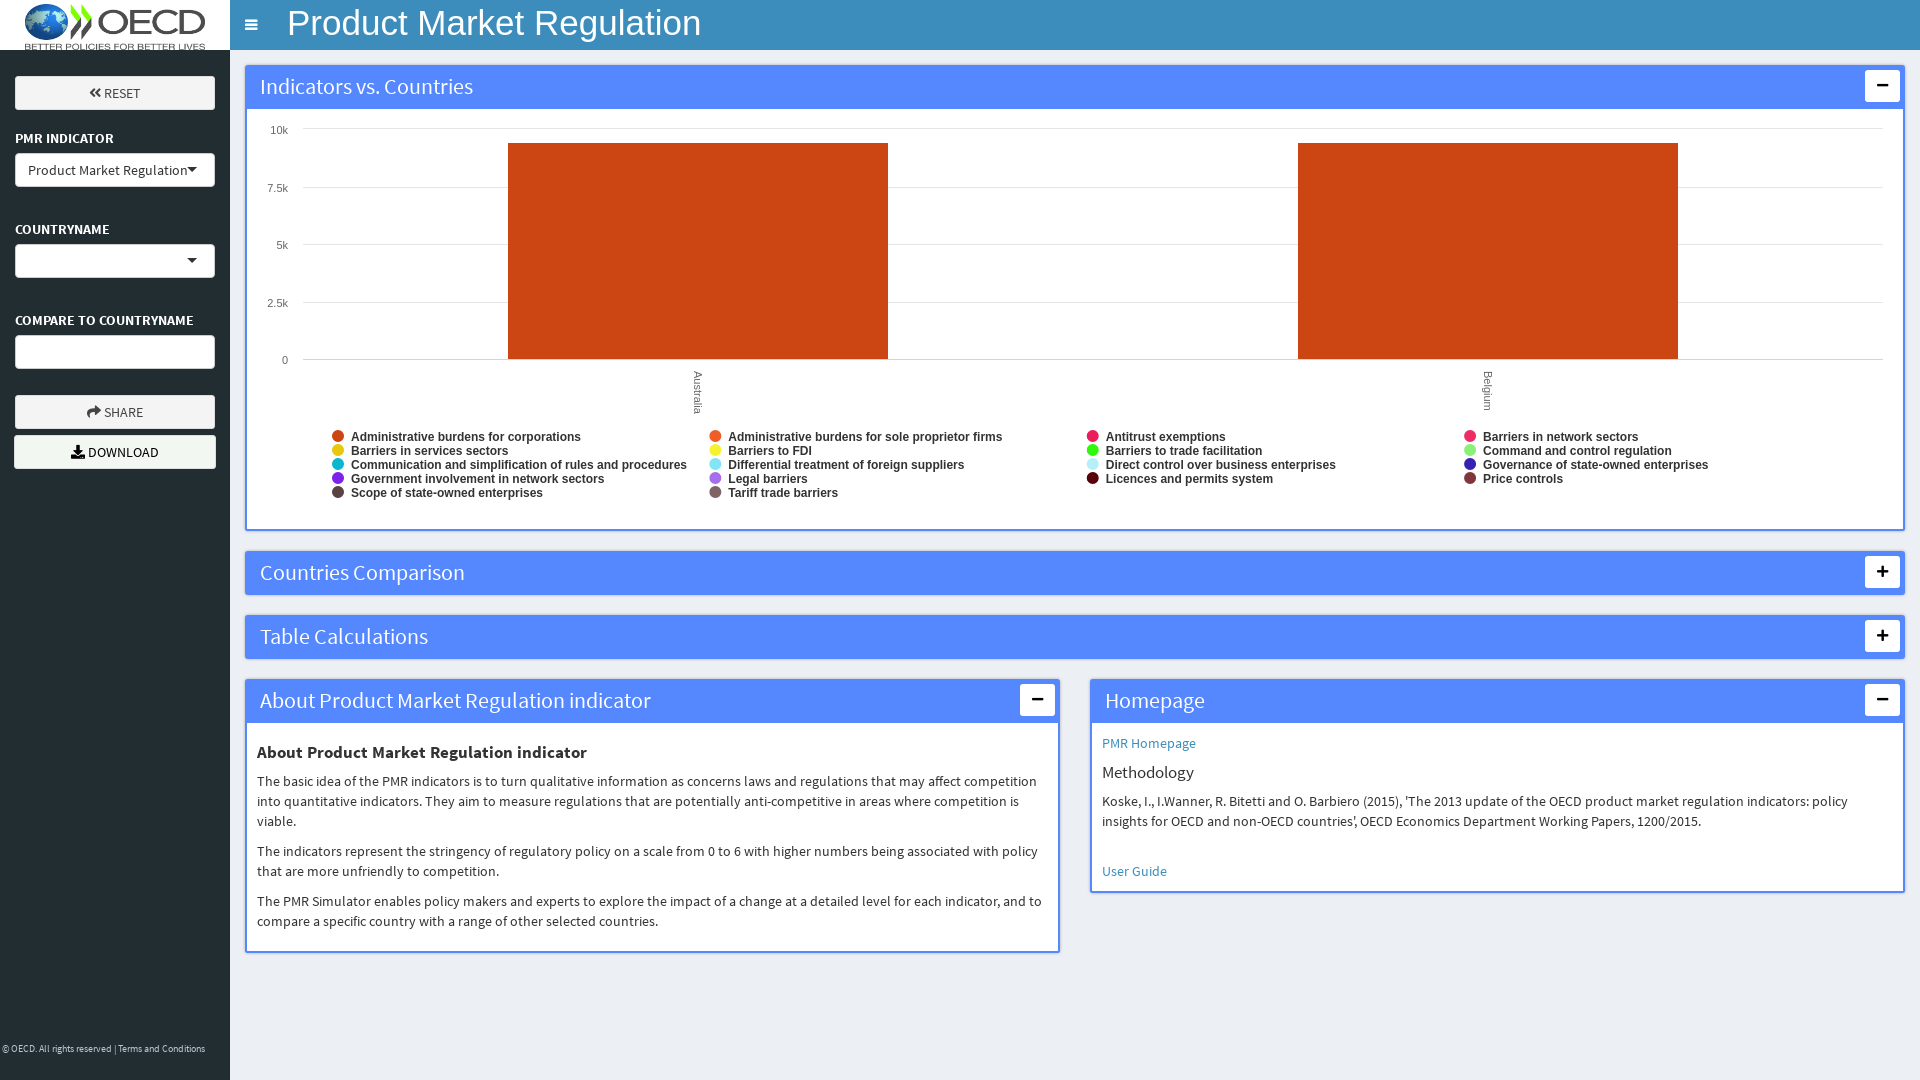 OECD
BETTER POLICIES FOR BETTER LIVES
Product Market Regulation
RESET
PMR INDICATOR
Product Market Regulation
COUNTRYNAME
COMPARE TO COUNTRYNAME
SHARE
DOWNLOAD
Indicators vs. Countries
10k
7.5k
5k
2.5k
0
Australia
Belgium
Administrative burdens for corporations
Administrative burdens for sole proprietor firms
Antitrust exemptions
Barriers in network sectors
Barriers in services sectors
Barriers to FDI
Barriers to trade facilitation
Command and control regulation
Communication and simplification of rules and procedures
Differential treatment of foreign suppliers
Direct control over business enterprises
Governance of state-owned enterprises
Government involvement in network sectors
Legal barriers
Licences and permits system
Price controls
Scope of state-owned enterprises
Tariff trade barriers
Countries Comparison
Table Calculations
About Product Market Regulation indicator
About Product Market Regulation indicator
The basic idea of the PMR indicators is to turn qualitative information as concerns laws and regulations that may affect competition
into quantitative indicators. They aim to measure regulations that are potentially anti-competitive in areas where competition is
viable.
The indicators represent the stringency of regulatory policy on a scale from 0 to 6 with higher numbers being associated with policy
that are more unfriendly to competition.
The PMR Simulator enables policy makers and experts to explore the impact of a change at a detailed level for each indicator, and to
compare a specific country with a range of other selected countries.
Homepage
PMR Homepage
Methodology
Koske, I., I.Wanner, R. Bitetti and O. Barbiero (2015), 'The 2013 update of the OECD product market regulation indicators: policy
insights for OECD and non-OECD countries', OECD Economics Department Working Papers, 1200/2015.
User Guide
© OECD. All rights reserved | Terms and Conditions